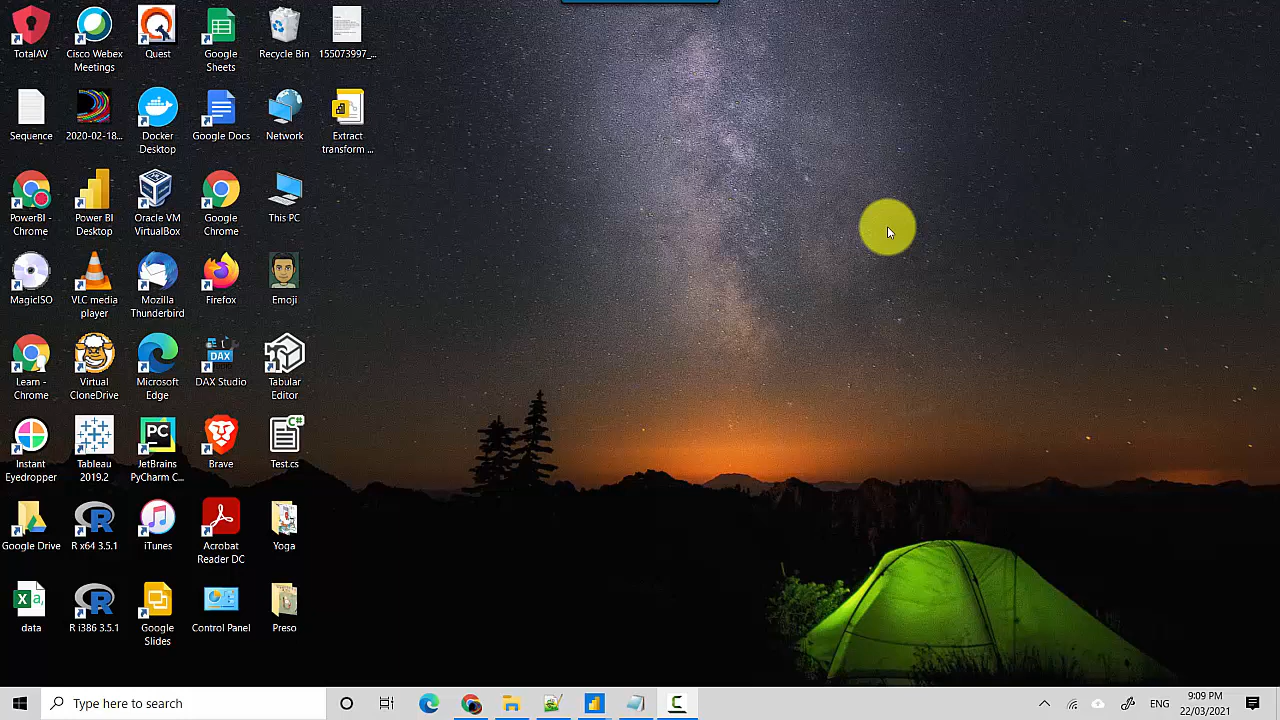 TotalAV
Cisco Webex
Meetings
Quest
Google
Sheets
Recycle Bin
155073997_...
Sequence
2020-02-18...
Docker
Desktop
Google Docs
Network
Extract
transform ...
PowerBI -
Chrome
Power BI
Desktop
Oracle VM
VirtualBox
Google
Chrome
This PC
MagicISO
VLC media
player
Mozilla
Thunderbird
Firefox
Emoji
Learn -
Chrome
Virtual
CloneDrive
Microsoft
Edge
DAX
DAX Studio
Tabular
Editor
Instant
Eyedropper
Tableau
2019.2
PC
JetBrains
PyCharm C...
Brave
C#
Test.cs
Google Drive
R x64 3.5.1
iTunes
Acrobat
Reader DC
Yoga
data
R i386 3.5.1
Google
Slides
Control Panel
Preso
Type here to search
9:09 PM
22/03/2021